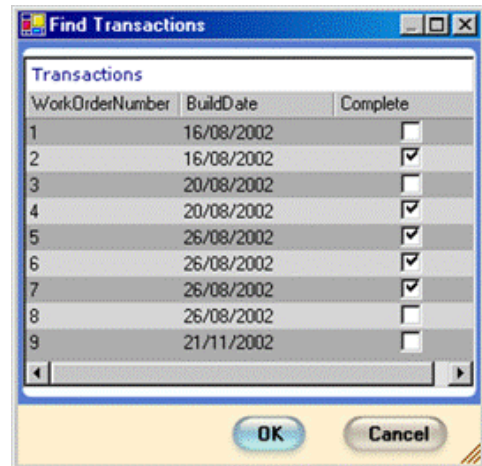 Find Transactions
Transactions
WorkOrderNumber BuildDate Complete
1 16/08/2002
2 16/08/2002
3 20/08/2002
4 20/08/2002
5 26/08/2002
6 26/08/2002
7 26/08/2002
8 26/08/2002
9 21/11/2002
OK Cancel